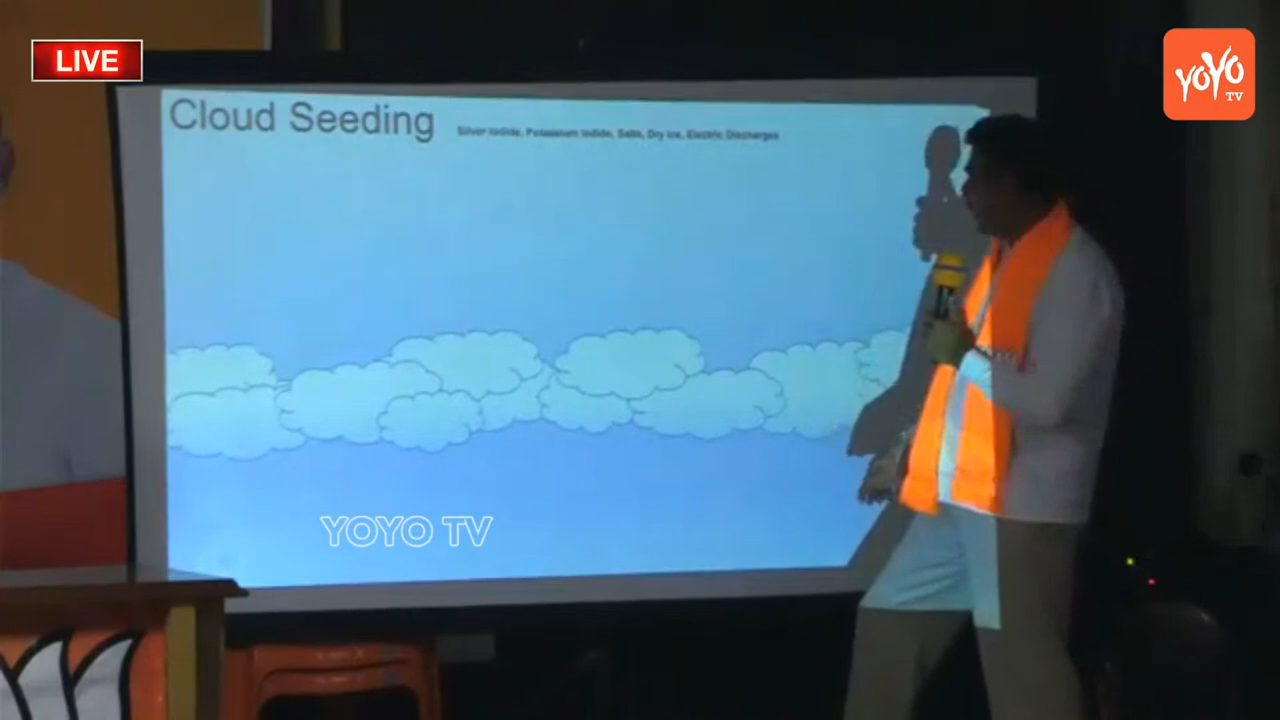 LIVE
YOYO
TV
Cloud Seeding
Silver Iodide, Potassium Iodide, Salts, Dry ice, Electric Discharges
YOYO TV